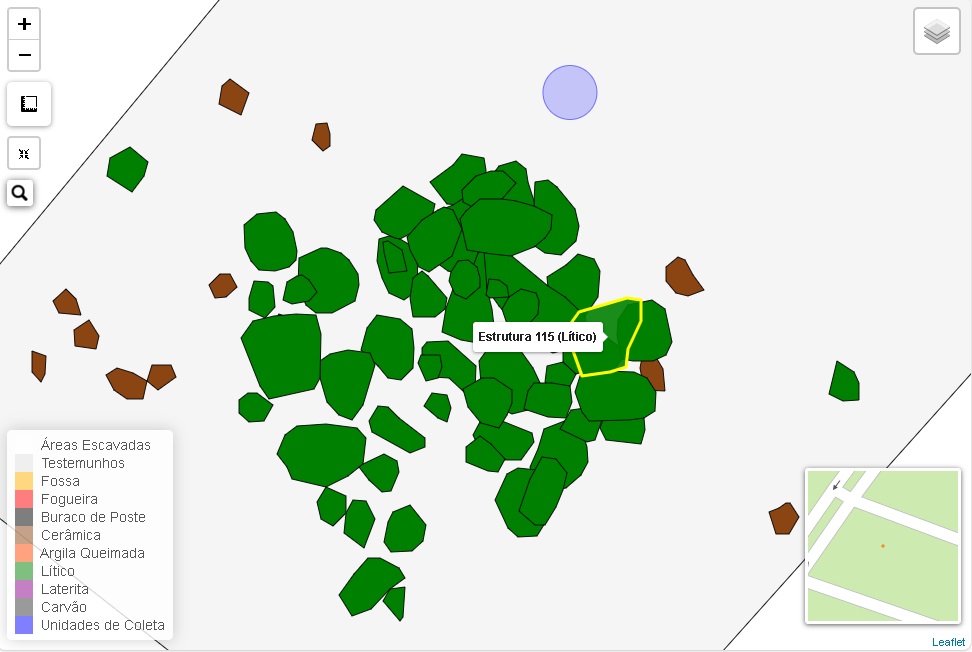 +
−
Estrutura 115 (Lítico)
Áreas Escavadas
Testemunhos
Fossa
Fogueira
Buraco de Poste
Cerâmica
Argila Queimada
Lítico
Laterita
Carvão
Unidades de Coleta
Leaflet